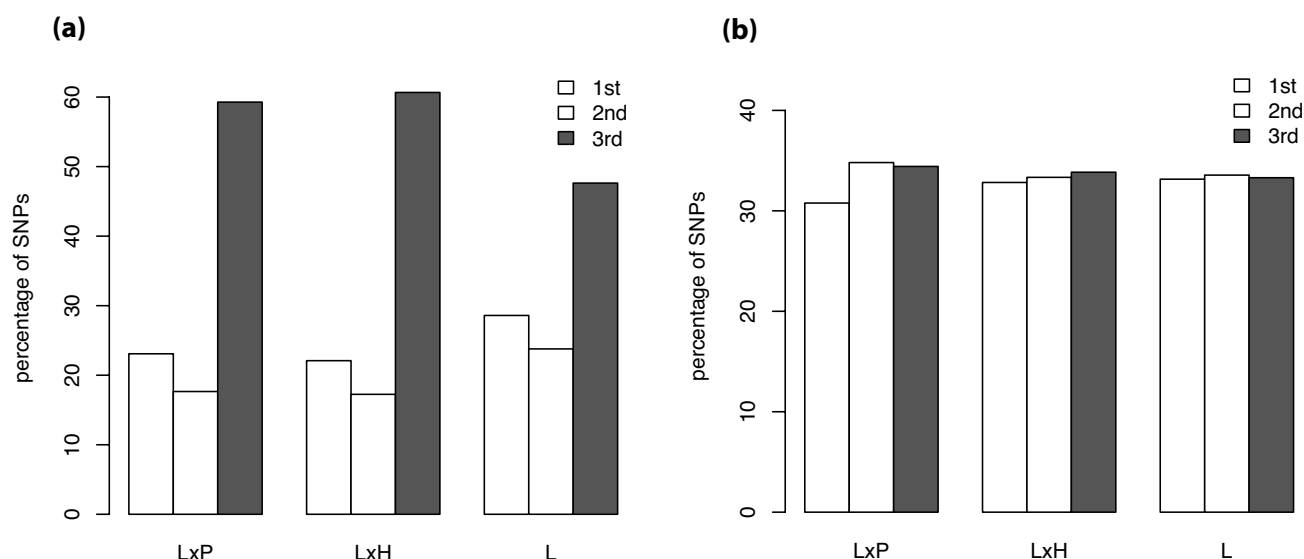 (a)
1st
2nd
3rd
percentage of SNPs
0
10
20
30
40
50
60
LxP
LxH
L
(b)
1st
2nd
3rd
percentage of SNPs
0
10
20
30
40
LxP
LxH
L